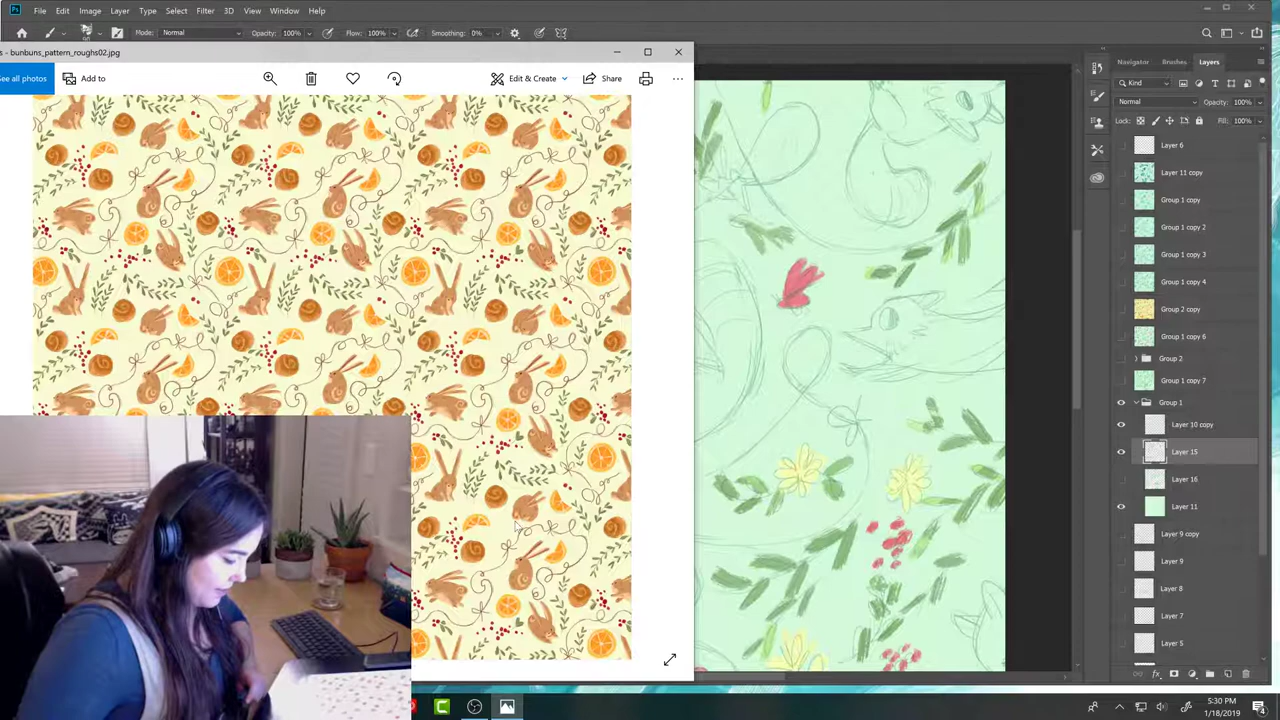 Ps File Edit Image Layer Type Select Filter 3D View Window Help
Mode: Normal Opacity: 100% Flow: 100% Smoothing: 0%
s - bunbuns_pattern_roughs02.jpg
See all photos Add to Edit & Create Share
Navigator Brushes Layers
Kind
Normal Opacity: 100%
Lock: Fill: 100%
Layer 6
Layer 11 copy
Group 1 copy
Group 1 copy 2
Group 1 copy 3
Group 1 copy 4
Group 2 copy
Group 1 copy 6
Group 2
Group 1 copy 7
Group 1
Layer 10 copy
Layer 15
Layer 16
Layer 11
Layer 9 copy
Layer 9
Layer 8
Layer 7
Layer 5
fx
5:30 PM
1/18/2019
4